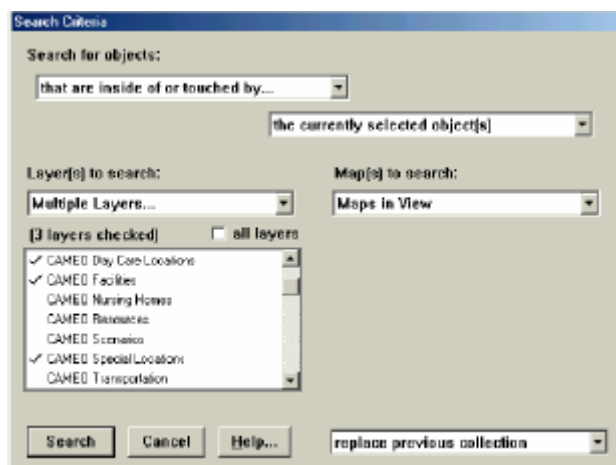 Search Criteria
Search for objects:
that are inside of or touched by...
the currently selected object(s)
Layer(s) to search:
Map(s) to search:
Multiple Layers...
Maps in View
(3 layers checked)
all layers
CAMEO Day Care Locations
CAMEO Facilities
CAMEO Nursing Homes
CAMEO Resources
CAMEO Scenarios
CAMEO Special Locations
CAMEO Transportation
Search
Cancel
Help...
replace previous collection